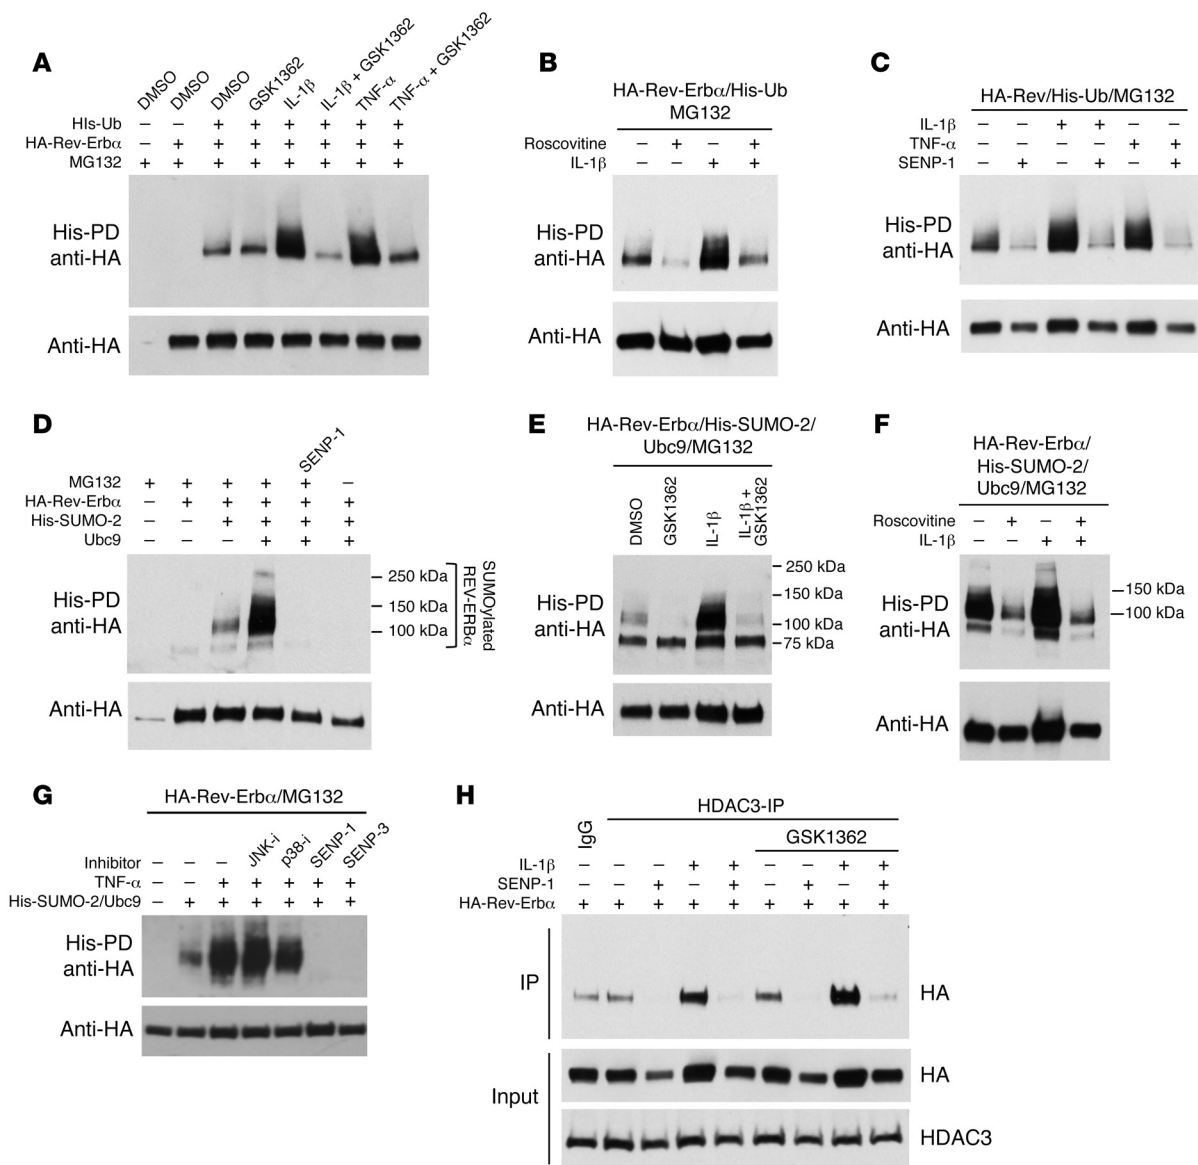 A
DMSO
DMSO
DMSO
GSK1362
IL-1β
IL-1β + GSK1362
TNF-α
TNF-α + GSK1362
HIs-Ub – – + + + + + +
HA-Rev-Erbα – + + + + + + +
MG132 + + + + + + + +
His-PD
anti-HA
Anti-HA
B
HA-Rev-Erbα/His-Ub
MG132
Roscovitine – + – +
IL-1β – – + +
His-PD
anti-HA
Anti-HA
C
HA-Rev/His-Ub/MG132
IL-1β – – + + – –
TNF-α – – – – + +
SENP-1 – + – + – +
His-PD
anti-HA
Anti-HA
D
SENP-1
MG132 + + + + + –
HA-Rev-Erbα – + + + + +
His-SUMO-2 – – + + + +
Ubc9 – – – + + +
His-PD
anti-HA
– 250 kDa
– 150 kDa
– 100 kDa
SUMOylated
REV-ERBα
Anti-HA
E
HA-Rev-Erbα/His-SUMO-2/
Ubc9/MG132
DMSO
GSK1362
IL-1β
IL-1β +
GSK1362
His-PD
anti-HA
– 250 kDa
– 150 kDa
– 100 kDa
– 75 kDa
Anti-HA
F
HA-Rev-Erbα/
His-SUMO-2/
Ubc9/MG132
Roscovitine – + – +
IL-1β – – + +
His-PD
anti-HA
– 150 kDa
– 100 kDa
Anti-HA
G
HA-Rev-Erbα/MG132
Inhibitor – – – JNK-i p38-i SENP-1 SENP-3
TNF-α – – + + + + +
His-SUMO-2/Ubc9 – + + + + + +
His-PD
anti-HA
Anti-HA
H
HDAC3-IP
IgG
GSK1362
IL-1β – – – + + – – + +
SENP-1 – – + – + – + – +
HA-Rev-Erbα + + + + + + + + +
IP
HA
Input
HA
HDAC3